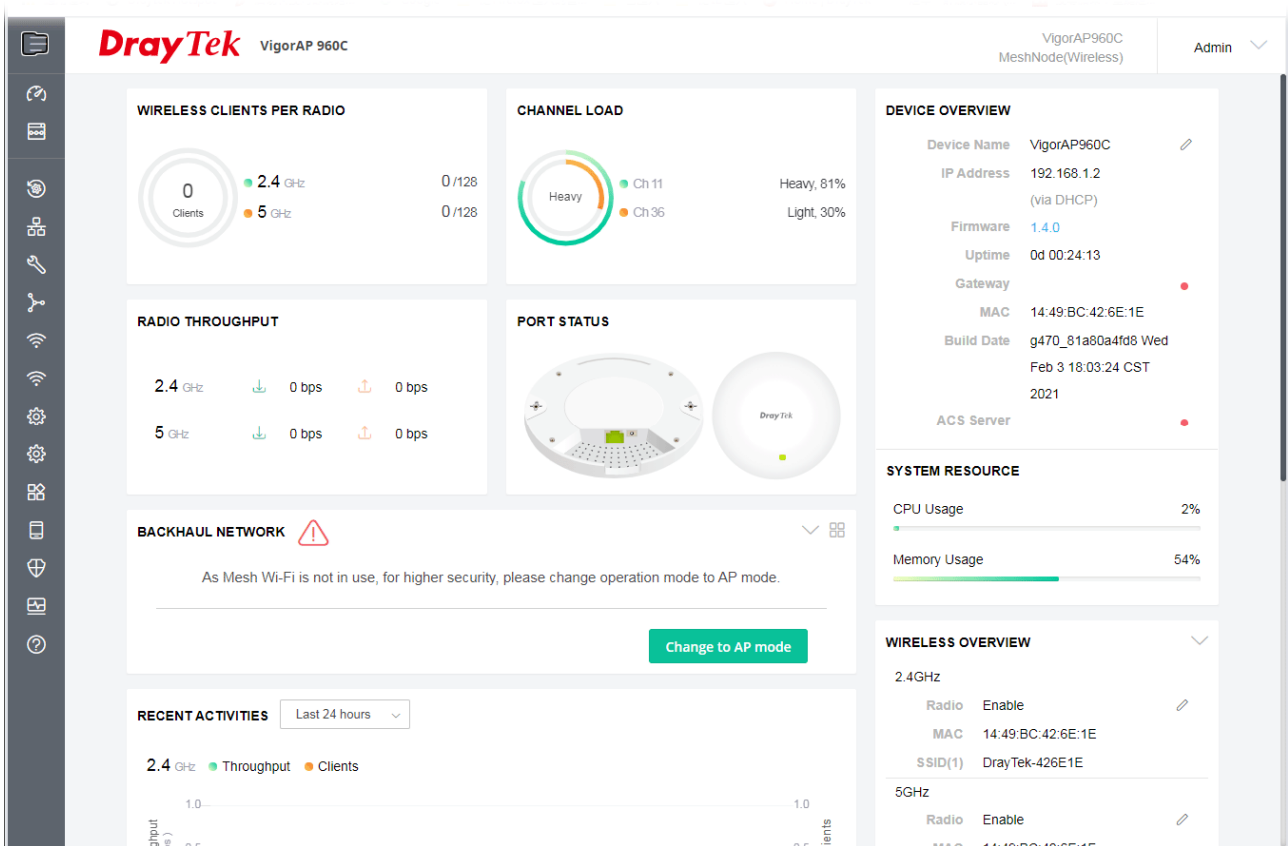 DrayTek VigorAP 960C
VigorAP960C
MeshNode(Wireless)
Admin
WIRELESS CLIENTS PER RADIO
0
Clients
2.4 GHz 0 /128
5 GHz 0 /128
CHANNEL LOAD
Heavy
Ch 11 Heavy, 81%
Ch 36 Light, 30%
RADIO THROUGHPUT
2.4 GHz 0 bps 0 bps
5 GHz 0 bps 0 bps
PORT STATUS
DrayTek
BACKHAUL NETWORK
As Mesh Wi-Fi is not in use, for higher security, please change operation mode to AP mode.
Change to AP mode
RECENT ACTIVITIES Last 24 hours
2.4 GHz Throughput Clients
1.0 1.0
DEVICE OVERVIEW
Device Name VigorAP960C
IP Address 192.168.1.2
(via DHCP)
Firmware 1.4.0
Uptime 0d 00:24:13
Gateway
MAC 14:49:BC:42:6E:1E
Build Date g470_81a80a4fd8 Wed
Feb 3 18:03:24 CST
2021
ACS Server
SYSTEM RESOURCE
CPU Usage 2%
Memory Usage 54%
WIRELESS OVERVIEW
2.4GHz
Radio Enable
MAC 14:49:BC:42:6E:1E
SSID(1) DrayTek-426E1E
5GHz
Radio Enable